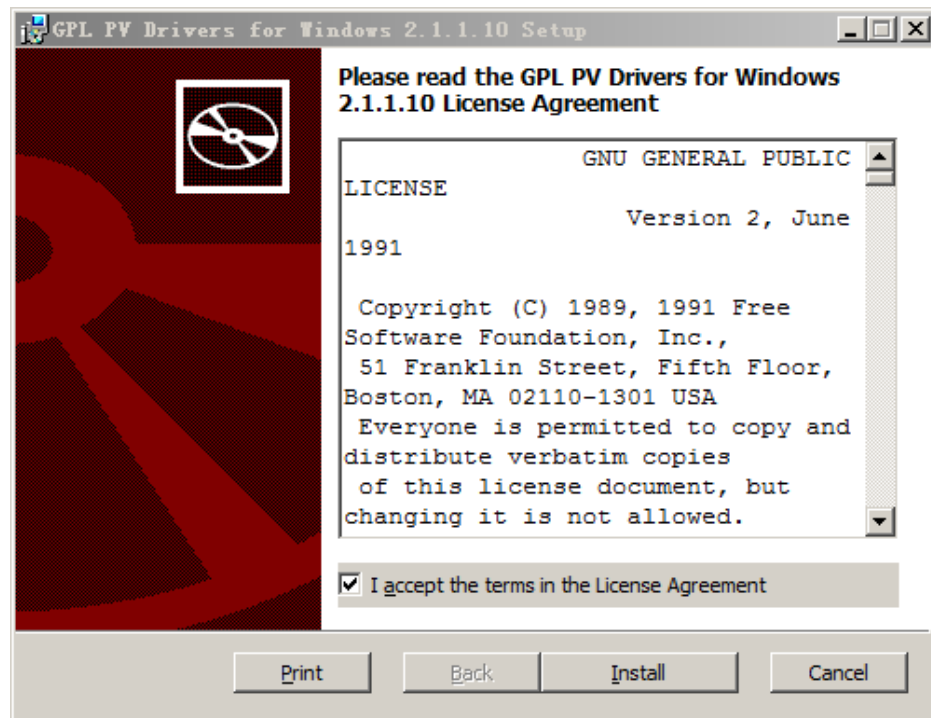 GPL PV Drivers for Windows 2.1.1.10 Setup
Please read the GPL PV Drivers for Windows
2.1.1.10 License Agreement
GNU GENERAL PUBLIC
LICENSE
Version 2, June
1991
Copyright (C) 1989, 1991 Free
Software Foundation, Inc.,
51 Franklin Street, Fifth Floor,
Boston, MA 02110-1301 USA
Everyone is permitted to copy and
distribute verbatim copies
of this license document, but
changing it is not allowed.
I accept the terms in the License Agreement
Print
Back
Install
Cancel